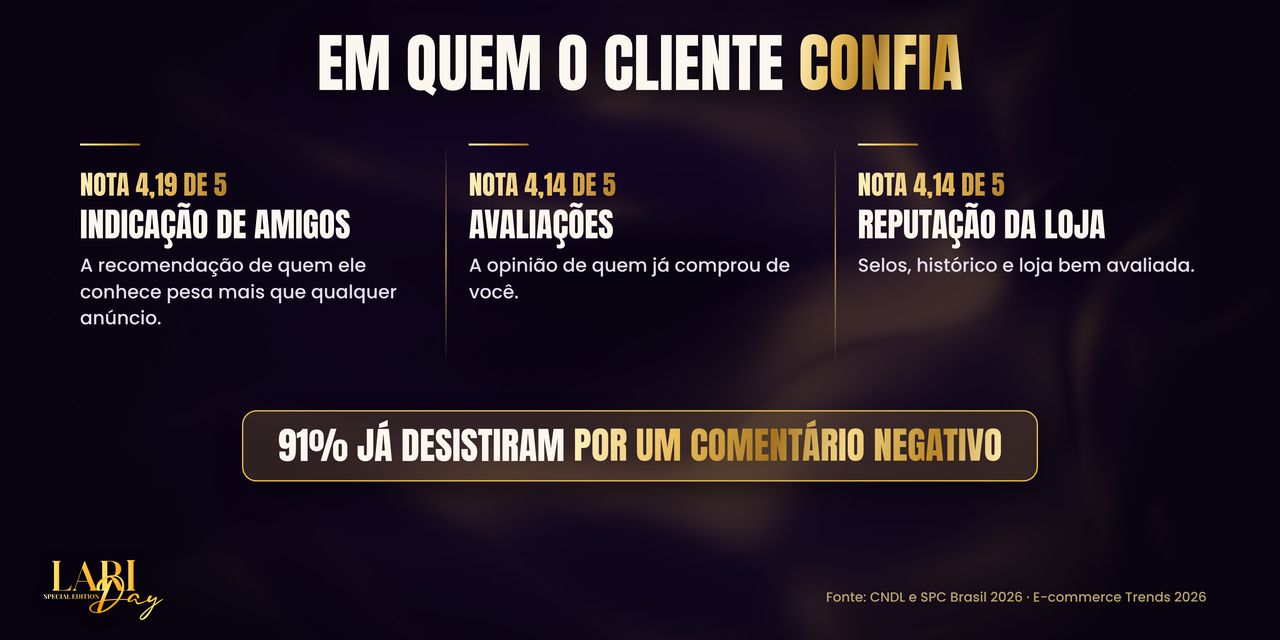 EM QUEM O CLIENTE CONFIA
NOTA 4,19 DE 5
INDICAÇÃO DE AMIGOS
A recomendação de quem ele
conhece pesa mais que qualquer
anúncio.
NOTA 4,14 DE 5
AVALIAÇÕES
A opinião de quem já comprou de
você.
NOTA 4,14 DE 5
REPUTAÇÃO DA LOJA
Selos, histórico e loja bem avaliada.
91% JÁ DESISTIRAM POR UM COMENTÁRIO NEGATIVO
LABI
SPECIAL EDITION Day
Fonte: CNDL e SPC Brasil 2026 · E-commerce Trends 2026